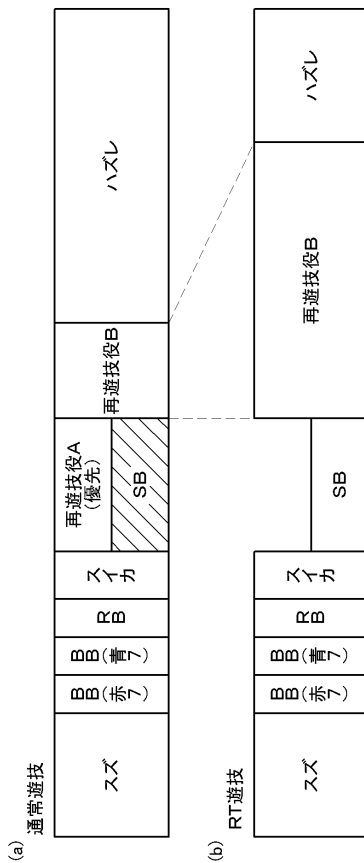 (a)
通常遊技
スズ
BB(赤7)
BB(青7)
RB
スイカ
再遊技役A
(優先)
SB
再遊技役B
ハズレ
(b)
RT遊技
スズ
BB(赤7)
BB(青7)
RB
スイカ
SB
再遊技役B
ハズレ